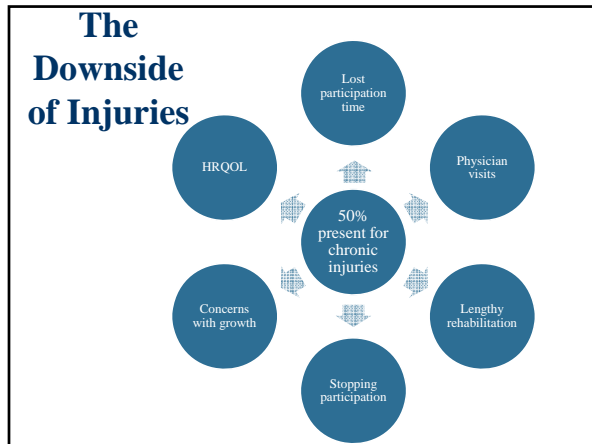 The
Downside
of Injuries
Lost
participation
time
HRQOL
Physician
visits
50%
present for
chronic
injuries
Concerns
with growth
Lengthy
rehabilitation
Stopping
participation